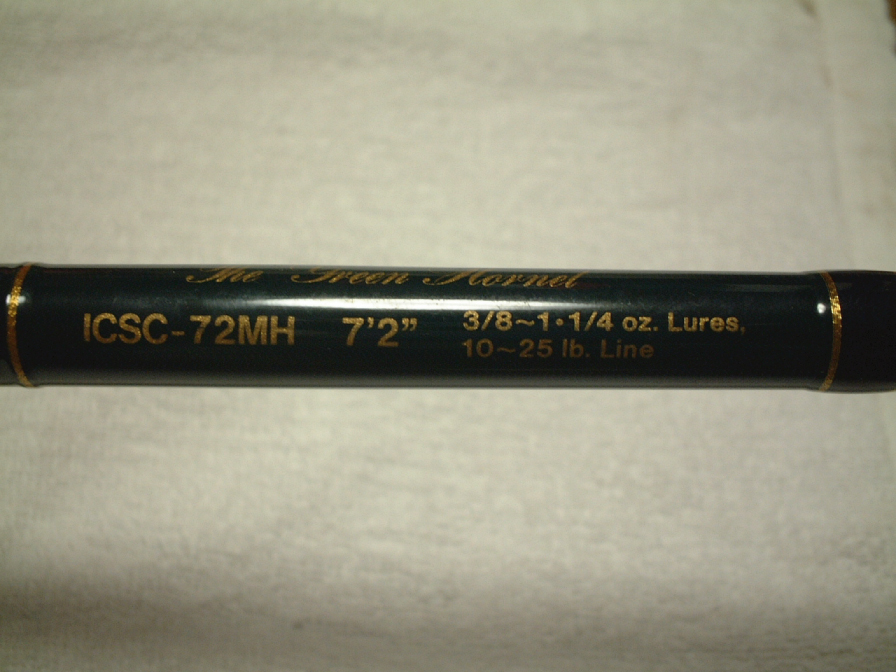 The Green Hornet
ICSC-72MH 7'2” 3/8~1·1/4 oz. Lures,
10~25 lb. Line